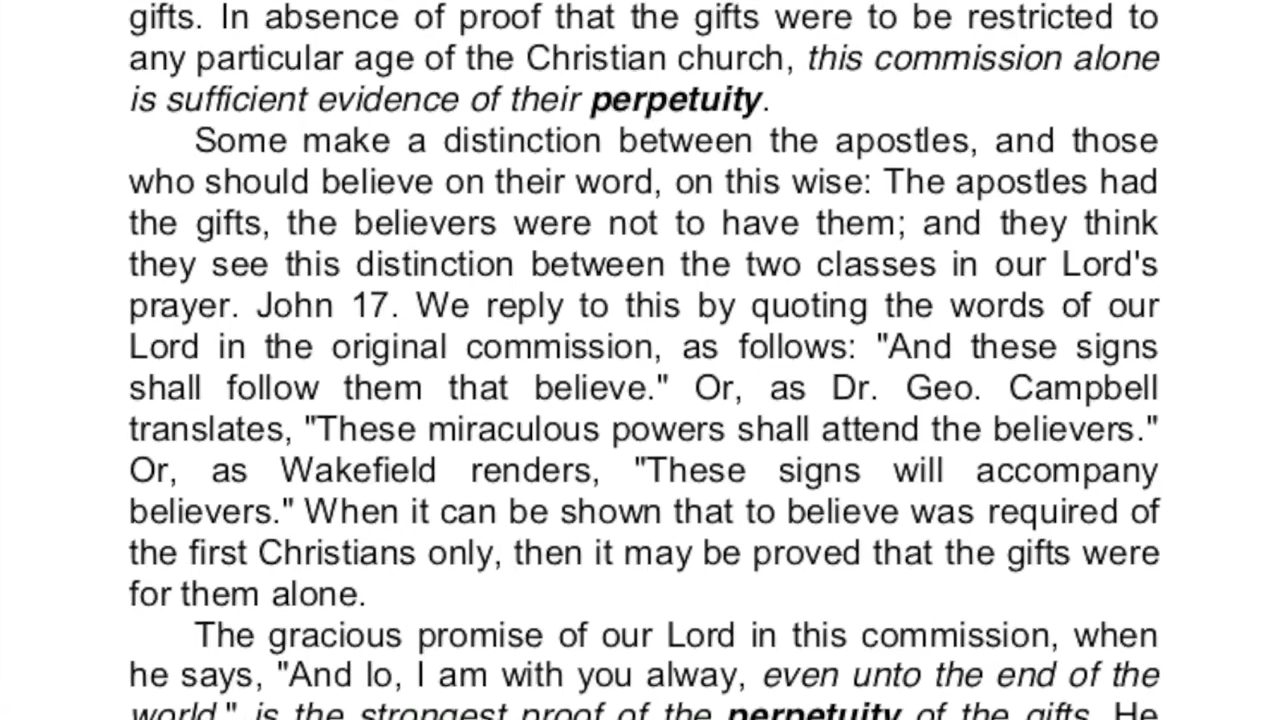 gifts. In absence of proof that the gifts were to be restricted to
any particular age of the Christian church, this commission alone
is sufficient evidence of their perpetuity.
Some make a distinction between the apostles, and those
who should believe on their word, on this wise: The apostles had
the gifts, the believers were not to have them; and they think
they see this distinction between the two classes in our Lord's
prayer. John 17. We reply to this by quoting the words of our
Lord in the original commission, as follows: "And these signs
shall follow them that believe." Or, as Dr. Geo. Campbell
translates, "These miraculous powers shall attend the believers."
Or, as Wakefield renders, "These signs will accompany
believers." When it can be shown that to believe was required of
the first Christians only, then it may be proved that the gifts were
for them alone.
The gracious promise of our Lord in this commission, when
he says, "And lo, I am with you alway, even unto the end of the
world," is the strongest proof of the perpetuity of the gifts. He